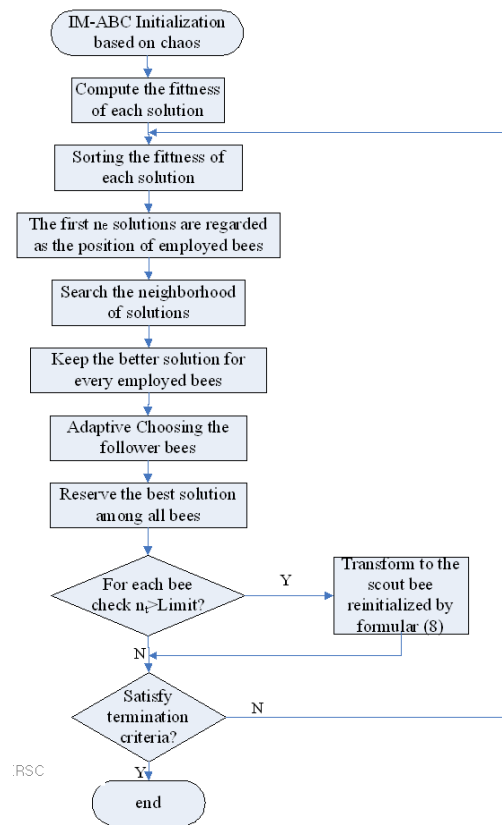 IM-ABC Initialization
based on chaos
Compute the fittness
of each solution
Sorting the fittness of
each solution
The first ne solutions are regarded
as the position of employed bees
Search the neighborhood
of solutions
Keep the better solution for
every employed bees
Adaptive Choosing the
follower bees
Reserve the best solution
among all bees
For each bee
check nt>Limit?
Y
Transform to the
scout bee
reinitialized by
formular (8)
N
Satisfy
termination
criteria?
N
Y
end
:RSC